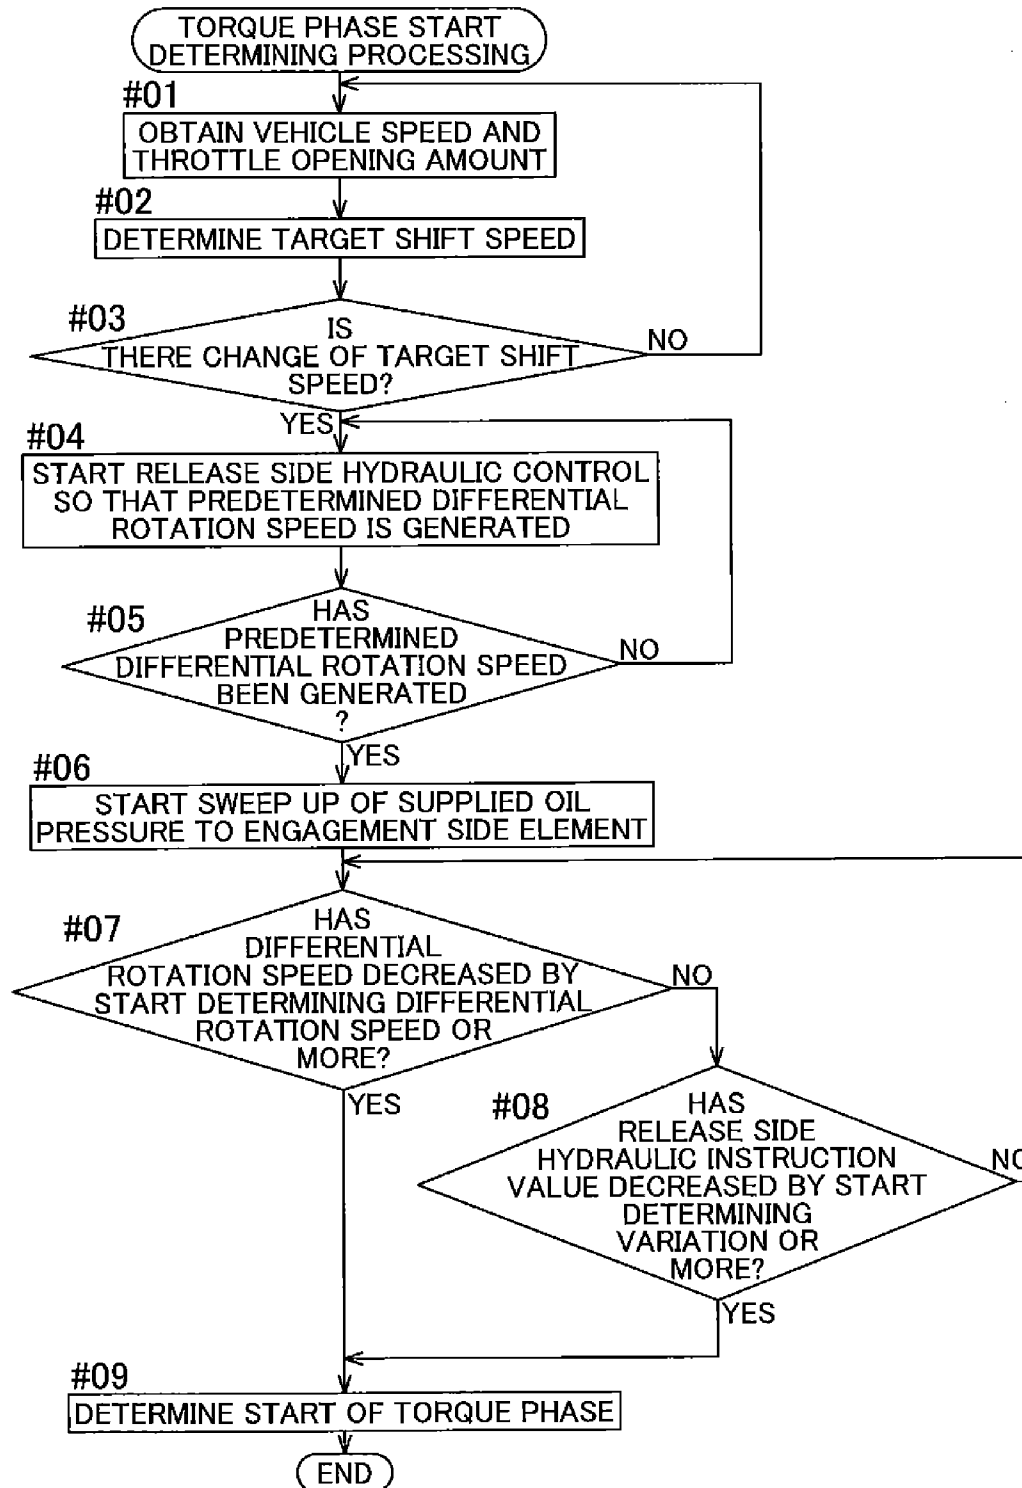 TORQUE PHASE START
DETERMINING PROCESSING
#01
OBTAIN VEHICLE SPEED AND
THROTTLE OPENING AMOUNT
#02
DETERMINE TARGET SHIFT SPEED
#03
IS
THERE CHANGE OF TARGET SHIFT
SPEED?
NO
YES
#04
START RELEASE SIDE HYDRAULIC CONTROL
SO THAT PREDETERMINED DIFFERENTIAL
ROTATION SPEED IS GENERATED
#05
HAS
PREDETERMINED
DIFFERENTIAL ROTATION SPEED
BEEN GENERATED
?
NO
YES
#06
START SWEEP UP OF SUPPLIED OIL
PRESSURE TO ENGAGEMENT SIDE ELEMENT
#07
HAS
DIFFERENTIAL
ROTATION SPEED DECREASED BY
START DETERMINING DIFFERENTIAL
ROTATION SPEED OR
MORE?
NO
YES
#08
HAS
RELEASE SIDE
HYDRAULIC INSTRUCTION
VALUE DECREASED BY START
DETERMINING
VARIATION OR
MORE?
NO
YES
#09
DETERMINE START OF TORQUE PHASE
END